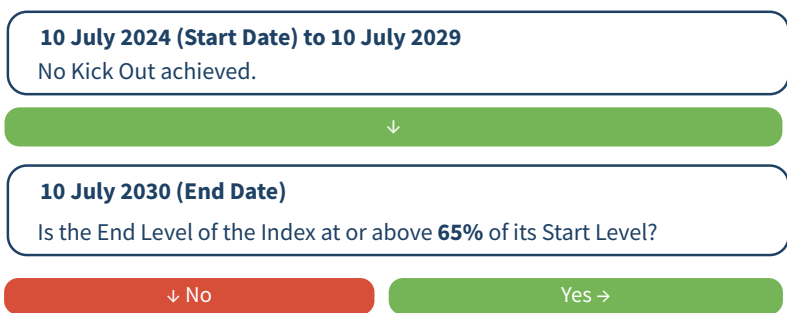 10 July 2024 (Start Date) to 10 July 2029
No Kick Out achieved.
↓
10 July 2030 (End Date)
Is the End Level of the Index at or above 65% of its Start Level?
↓ No
Yes →